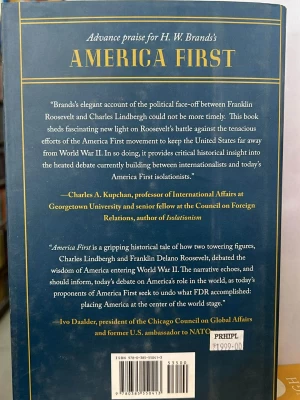 Advance praise for H. W. Brands's
AMERICA FIRST
"Brands's elegant account of the political face-off between Franklin
Roosevelt and Charles Lindbergh could not be more timely. This book
sheds fascinating new light on Roosevelt's battle against the tenacious
efforts of the America First movement to keep the United States far away
from World War II. In so doing, it provides critical historical insight into
the heated debate currently building between internationalists and today's
America First isolationists."
—Charles A. Kupchan, professor of International Affairs at
Georgetown University and senior fellow at the Council on Foreign
Relations, author of Isolationism
"America First is a gripping historical tale of how two towering figures,
Charles Lindbergh and Franklin Delano Roosevelt, debated
the wisdom of America entering World War II. The narrative echoes, and
should inform, today's debate on America's role in the world, as today's
proponents of America First seek to undo what FDR accomplished:
placing America at the center of the world stage."
—Ivo Daalder, president of the Chicago Council on Global Affairs
and former U.S. ambassador to NATO
PRHIPL